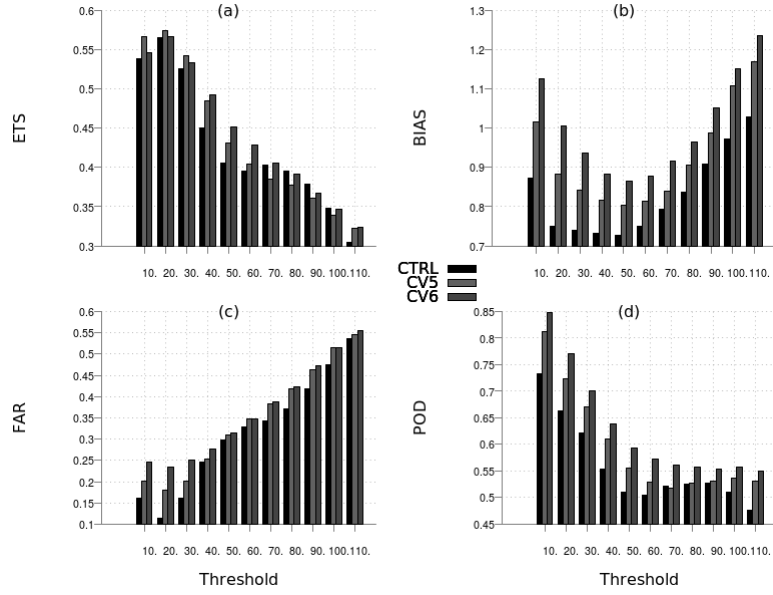 (a)
0.6
0.55
0.5
0.45
0.4
0.35
0.3
ETS
10. 20. 30. 40. 50. 60. 70. 80. 90. 100. 110.
(b)
1.3
1.2
1.1
1
0.9
0.8
0.7
BIAS
10. 20. 30. 40. 50. 60. 70. 80. 90. 100. 110.
CTRL
CV5
CV6
(c)
0.6
0.55
0.5
0.45
0.4
0.35
0.3
0.25
0.2
0.15
0.1
FAR
10. 20. 30. 40. 50. 60. 70. 80. 90. 100. 110.
Threshold
(d)
0.85
0.8
0.75
0.7
0.65
0.6
0.55
0.5
0.45
POD
10. 20. 30. 40. 50. 60. 70. 80. 90. 100. 110.
Threshold